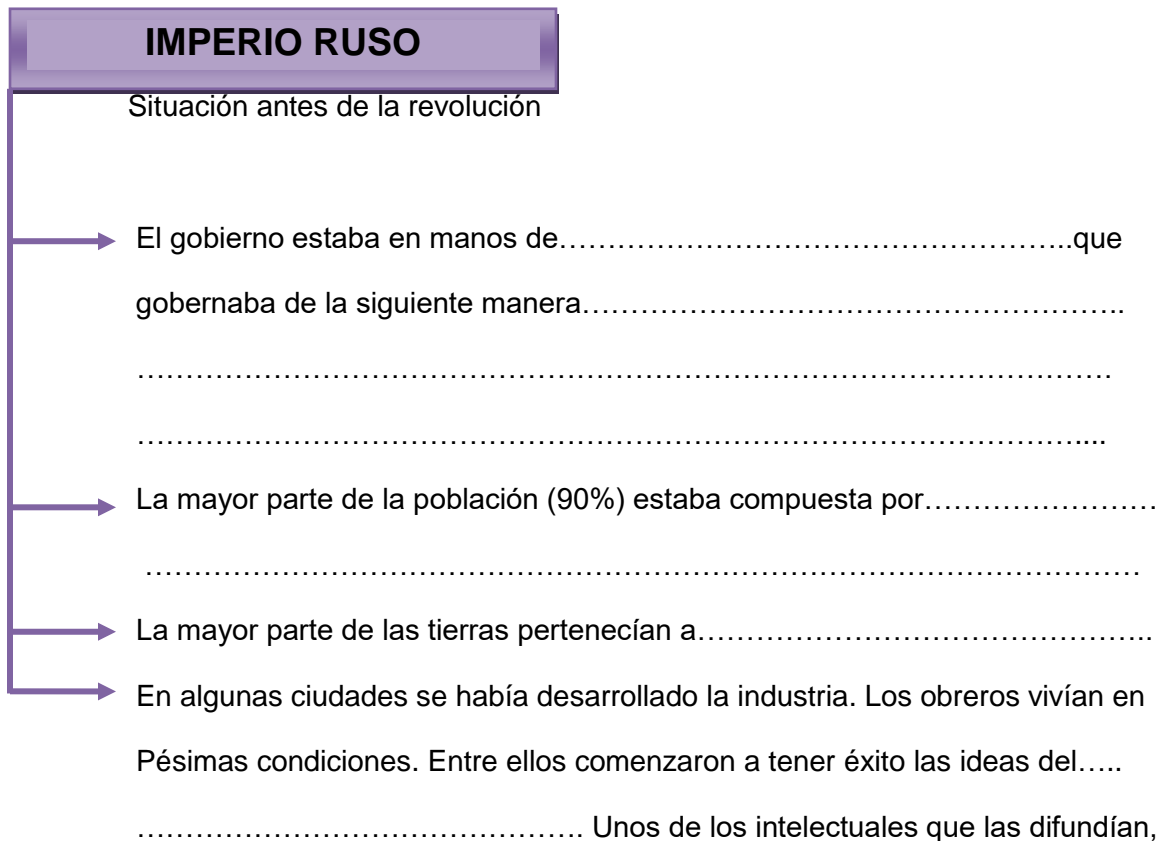 IMPERIO RUSO
Situación antes de la revolución
El gobierno estaba en manos de……………………………………………..que
gobernaba de la siguiente manera………………………………………………..
……………………………………………………………………………………….
………………………………………………………………………………………....
La mayor parte de la población (90%) estaba compuesta por……………………
…………………………………………………………………………………………
La mayor parte de las tierras pertenecían a………………………………………..
En algunas ciudades se había desarrollado la industria. Los obreros vivían en
Pésimas condiciones. Entre ellos comenzaron a tener éxito las ideas del…..
………………………………………. Unos de los intelectuales que las difundían,